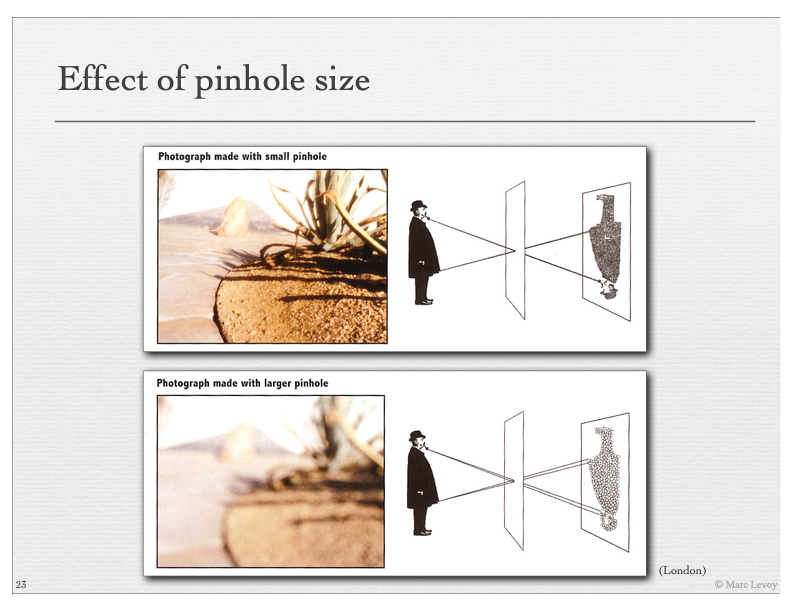 Effect of pinhole size
Photograph made with small pinhole
Photograph made with larger pinhole
(London)
23
© Marc Levoy